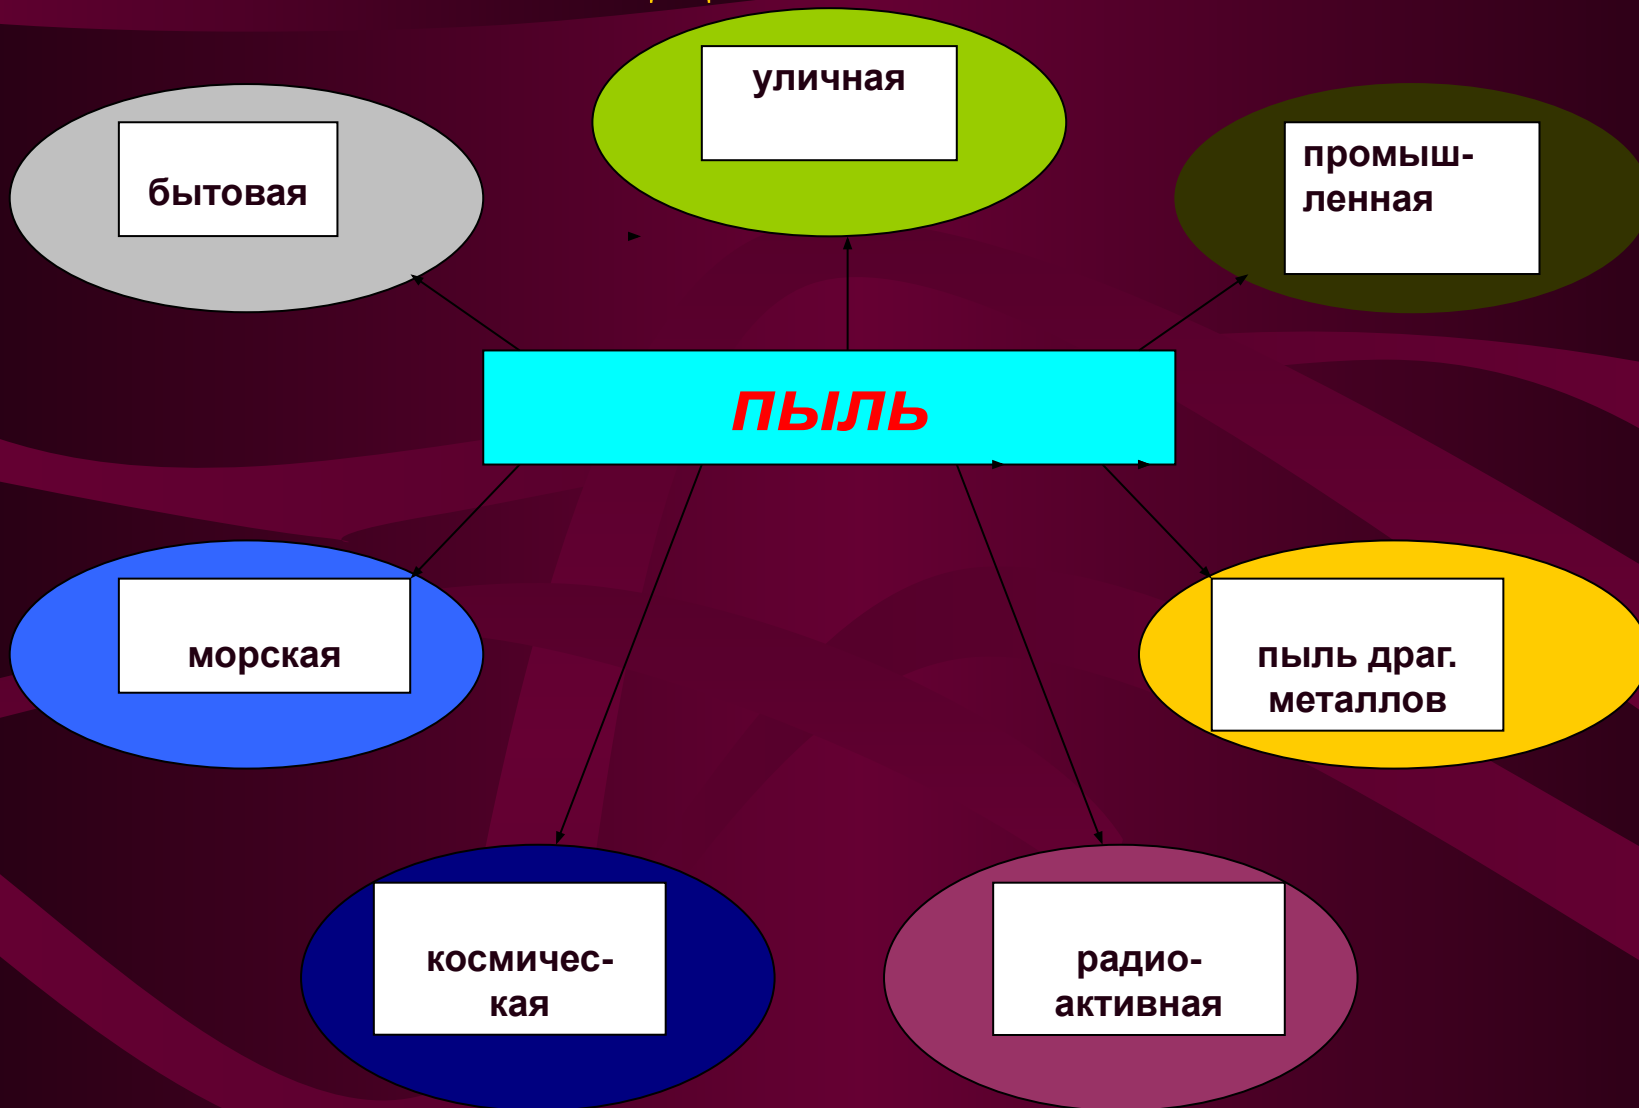 уличная
бытовая
промыш-
ленная
ПЫЛЬ
морская
пыль драг.
металлов
космичес-
кая
радио-
активная